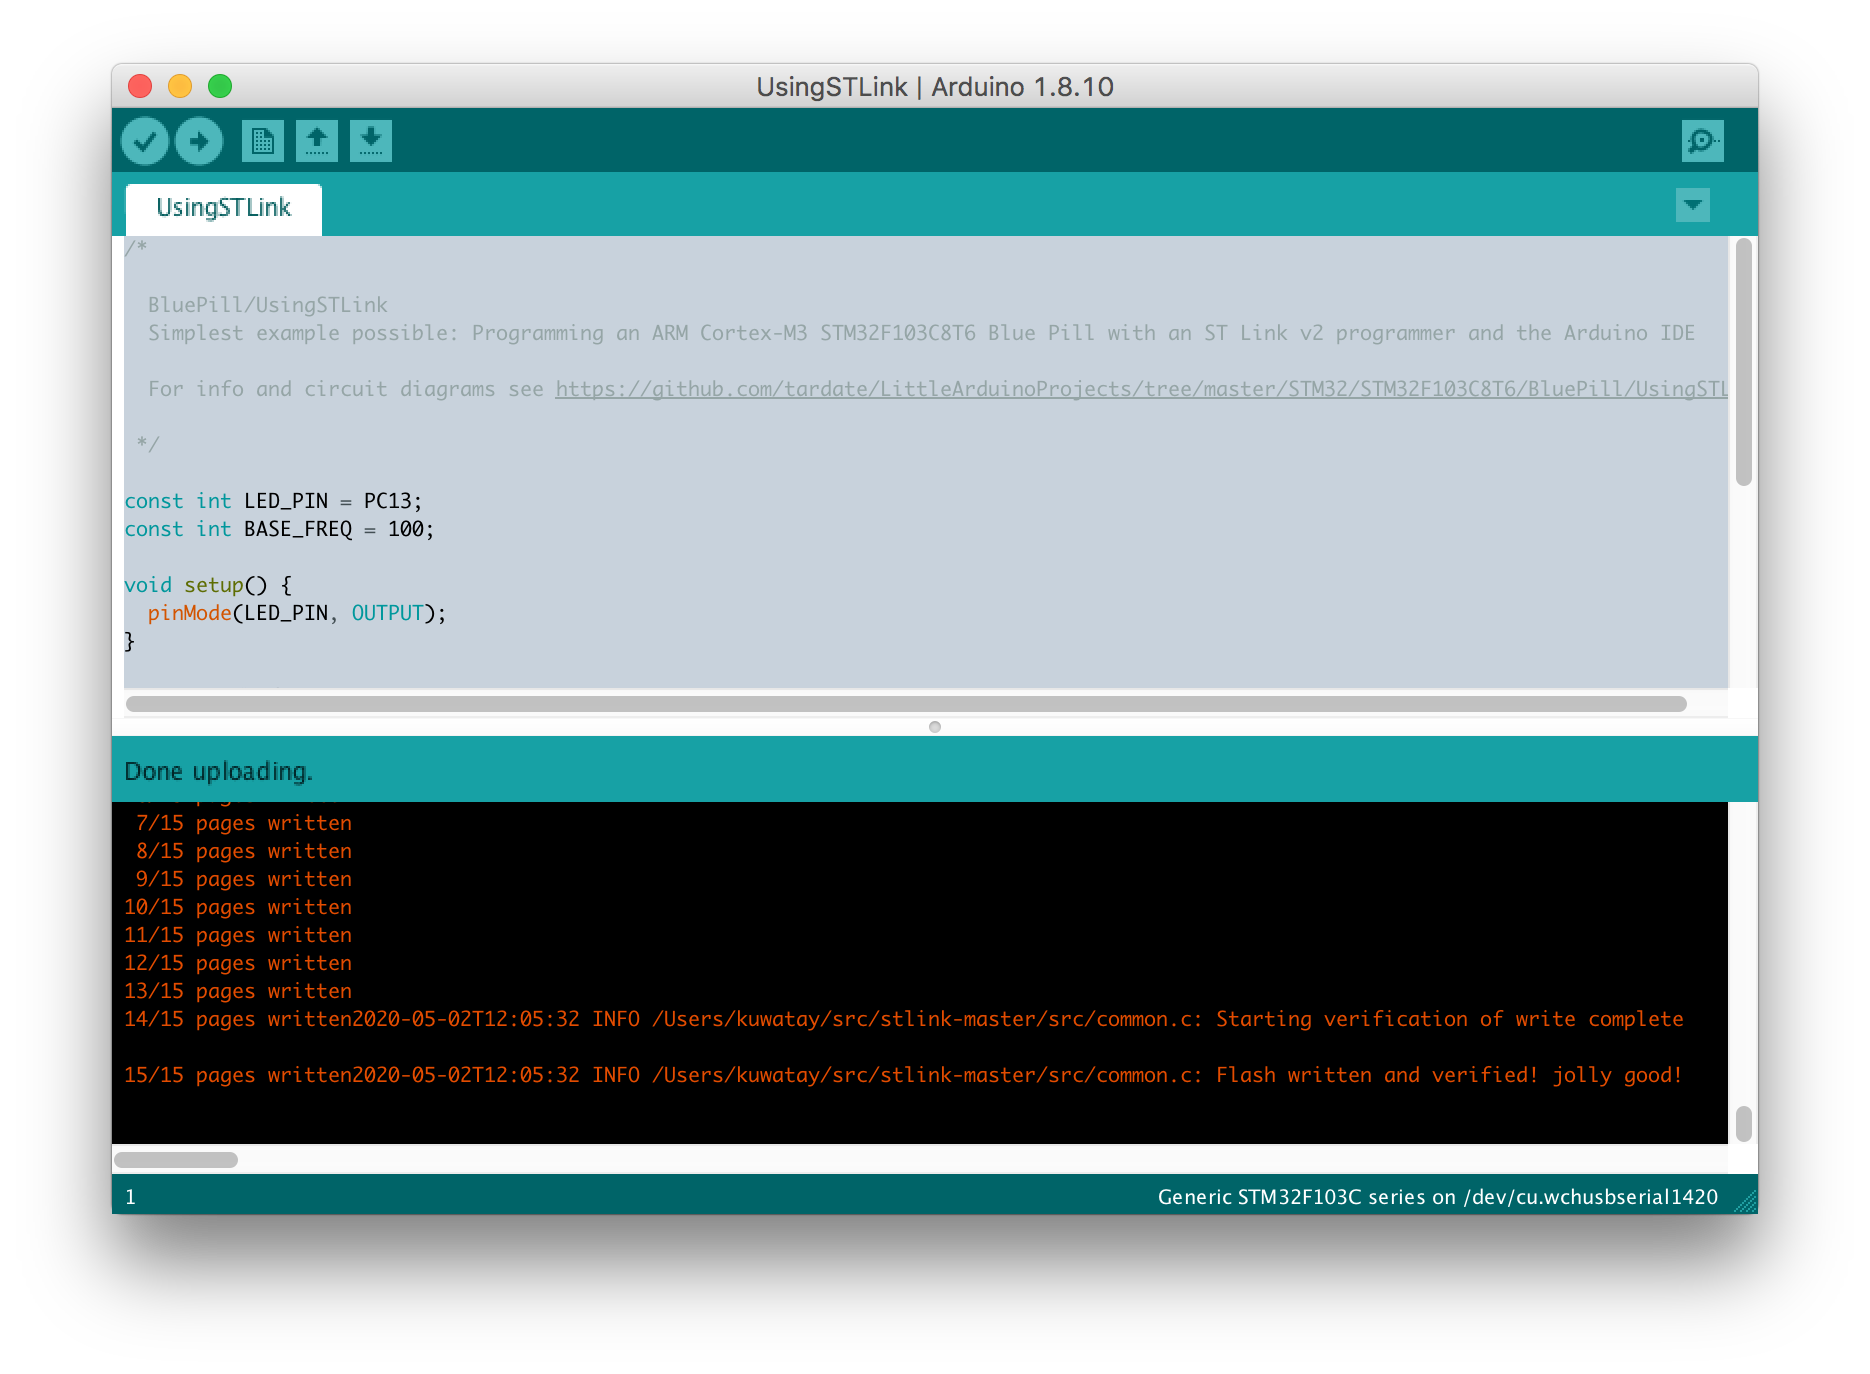 UsingSTLink | Arduino 1.8.10
UsingSTLink
/*
BluePill/UsingSTLink
Simplest example possible: Programming an ARM Cortex-M3 STM32F103C8T6 Blue Pill with an ST Link v2 programmer and the Arduino IDE
For info and circuit diagrams see https://github.com/tardate/LittleArduinoProjects/tree/master/STM32/STM32F103C8T6/BluePill/UsingSTL
*/
const int LED_PIN = PC13;
const int BASE_FREQ = 100;
void setup() {
pinMode(LED_PIN, OUTPUT);
}
Done uploading.
7/15 pages written
8/15 pages written
9/15 pages written
10/15 pages written
11/15 pages written
12/15 pages written
13/15 pages written
14/15 pages written2020-05-02T12:05:32 INFO /Users/kuwatay/src/stlink-master/src/common.c: Starting verification of write complete
15/15 pages written2020-05-02T12:05:32 INFO /Users/kuwatay/src/stlink-master/src/common.c: Flash written and verified! jolly good!
1
Generic STM32F103C series on /dev/cu.wchusbserial1420